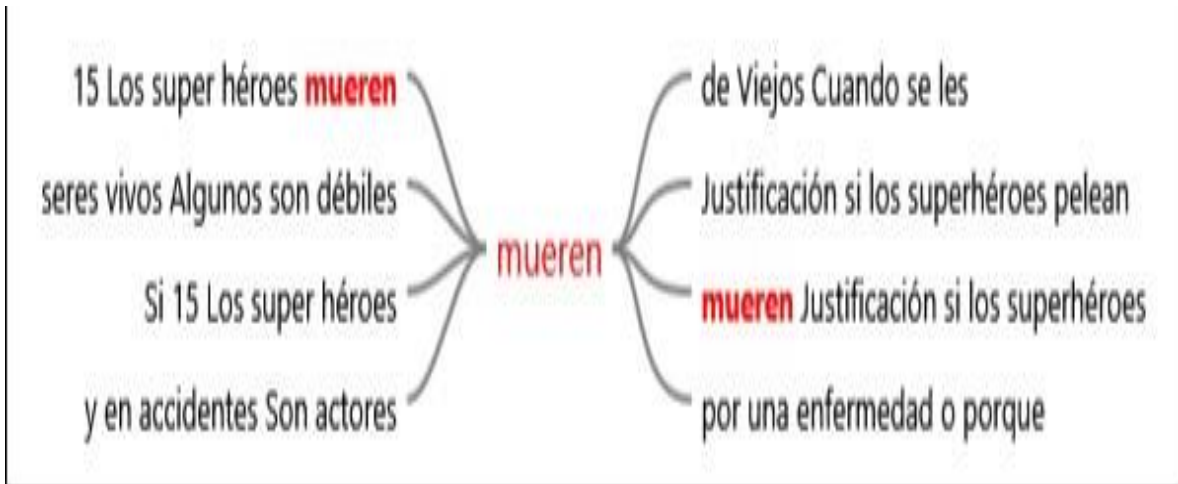 15 Los super héroes mueren
seres vivos Algunos son débiles
Si 15 Los super héroes
y en accidentes Son actores
mueren
de Viejos Cuando se les
Justificación si los superhéroes pelean
mueren Justificación si los superhéroes
por una enfermedad o porque